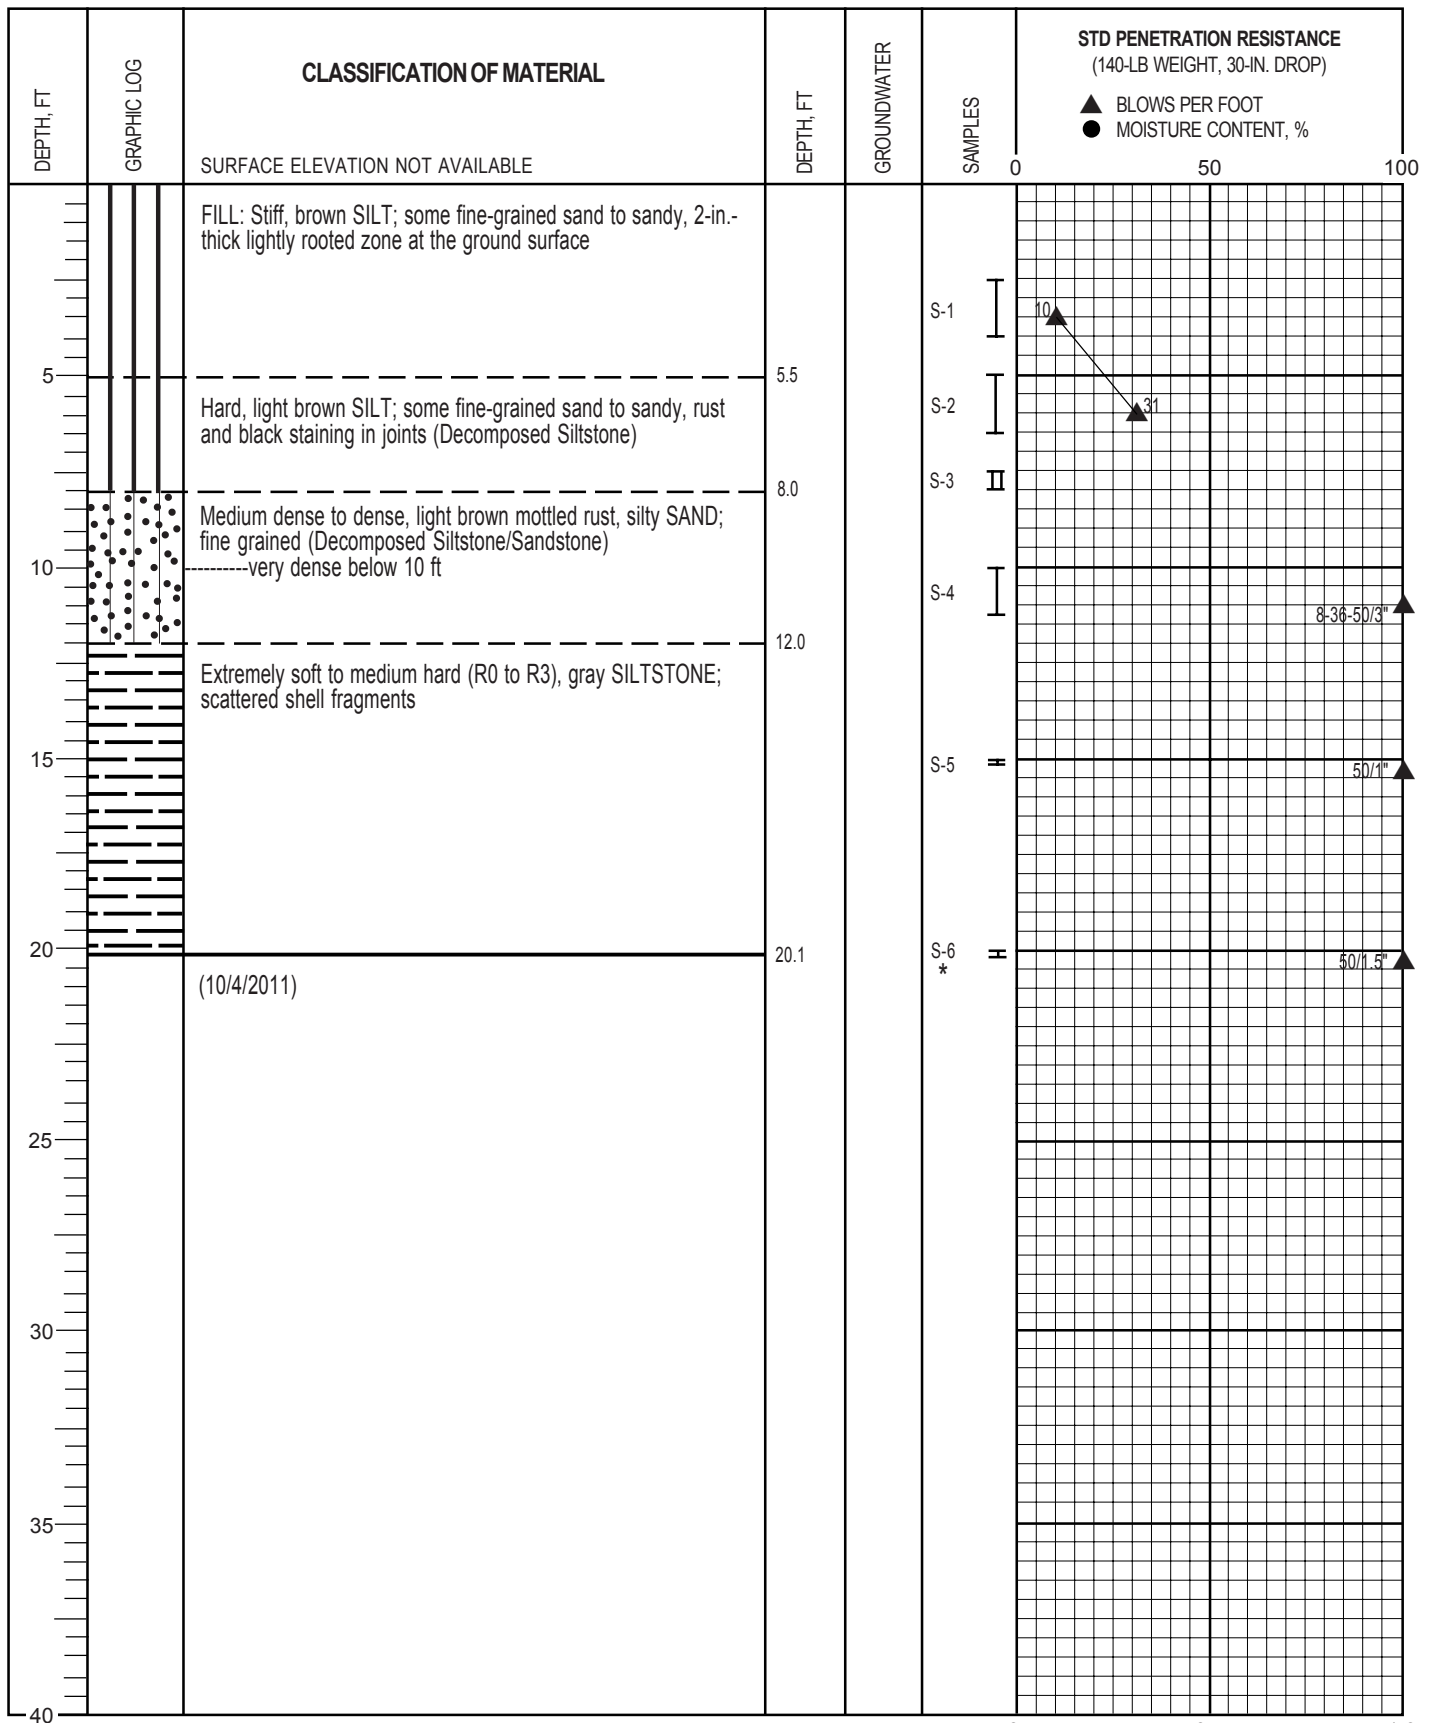 DEPTH, FT
GRAPHIC LOG
CLASSIFICATION OF MATERIAL
SURFACE ELEVATION NOT AVAILABLE
DEPTH, FT
GROUNDWATER
SAMPLES
STD PENETRATION RESISTANCE
(140-LB WEIGHT, 30-IN. DROP)
▲ BLOWS PER FOOT
● MOISTURE CONTENT, %
0 50 100
FILL: Stiff, brown SILT; some fine-grained sand to sandy, 2-in.-
thick lightly rooted zone at the ground surface
S-1
10
5
5.5
Hard, light brown SILT; some fine-grained sand to sandy, rust
and black staining in joints (Decomposed Siltstone)
S-2
31
S-3
8.0
Medium dense to dense, light brown mottled rust, silty SAND;
fine grained (Decomposed Siltstone/Sandstone)
10
----------very dense below 10 ft
S-4
8-36-50/3"
12.0
Extremely soft to medium hard (R0 to R3), gray SILTSTONE;
scattered shell fragments
15
S-5
50/1"
20
20.1
S-6
*
50/1.5"
(10/4/2011)
25
30
35
40